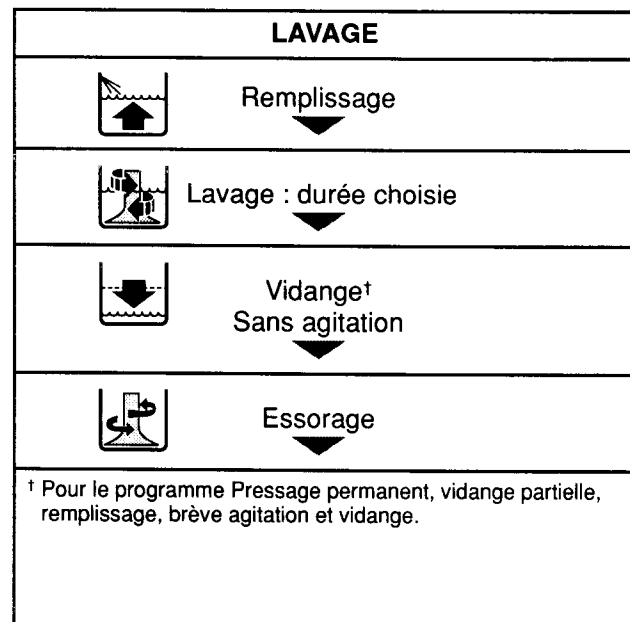 LAVAGE
Remplissage
Lavage : durée choisie
Vidange†
Sans agitation
Essorage
† Pour le programme Pressage permanent, vidange partielle,
remplissage, brève agitation et vidange.